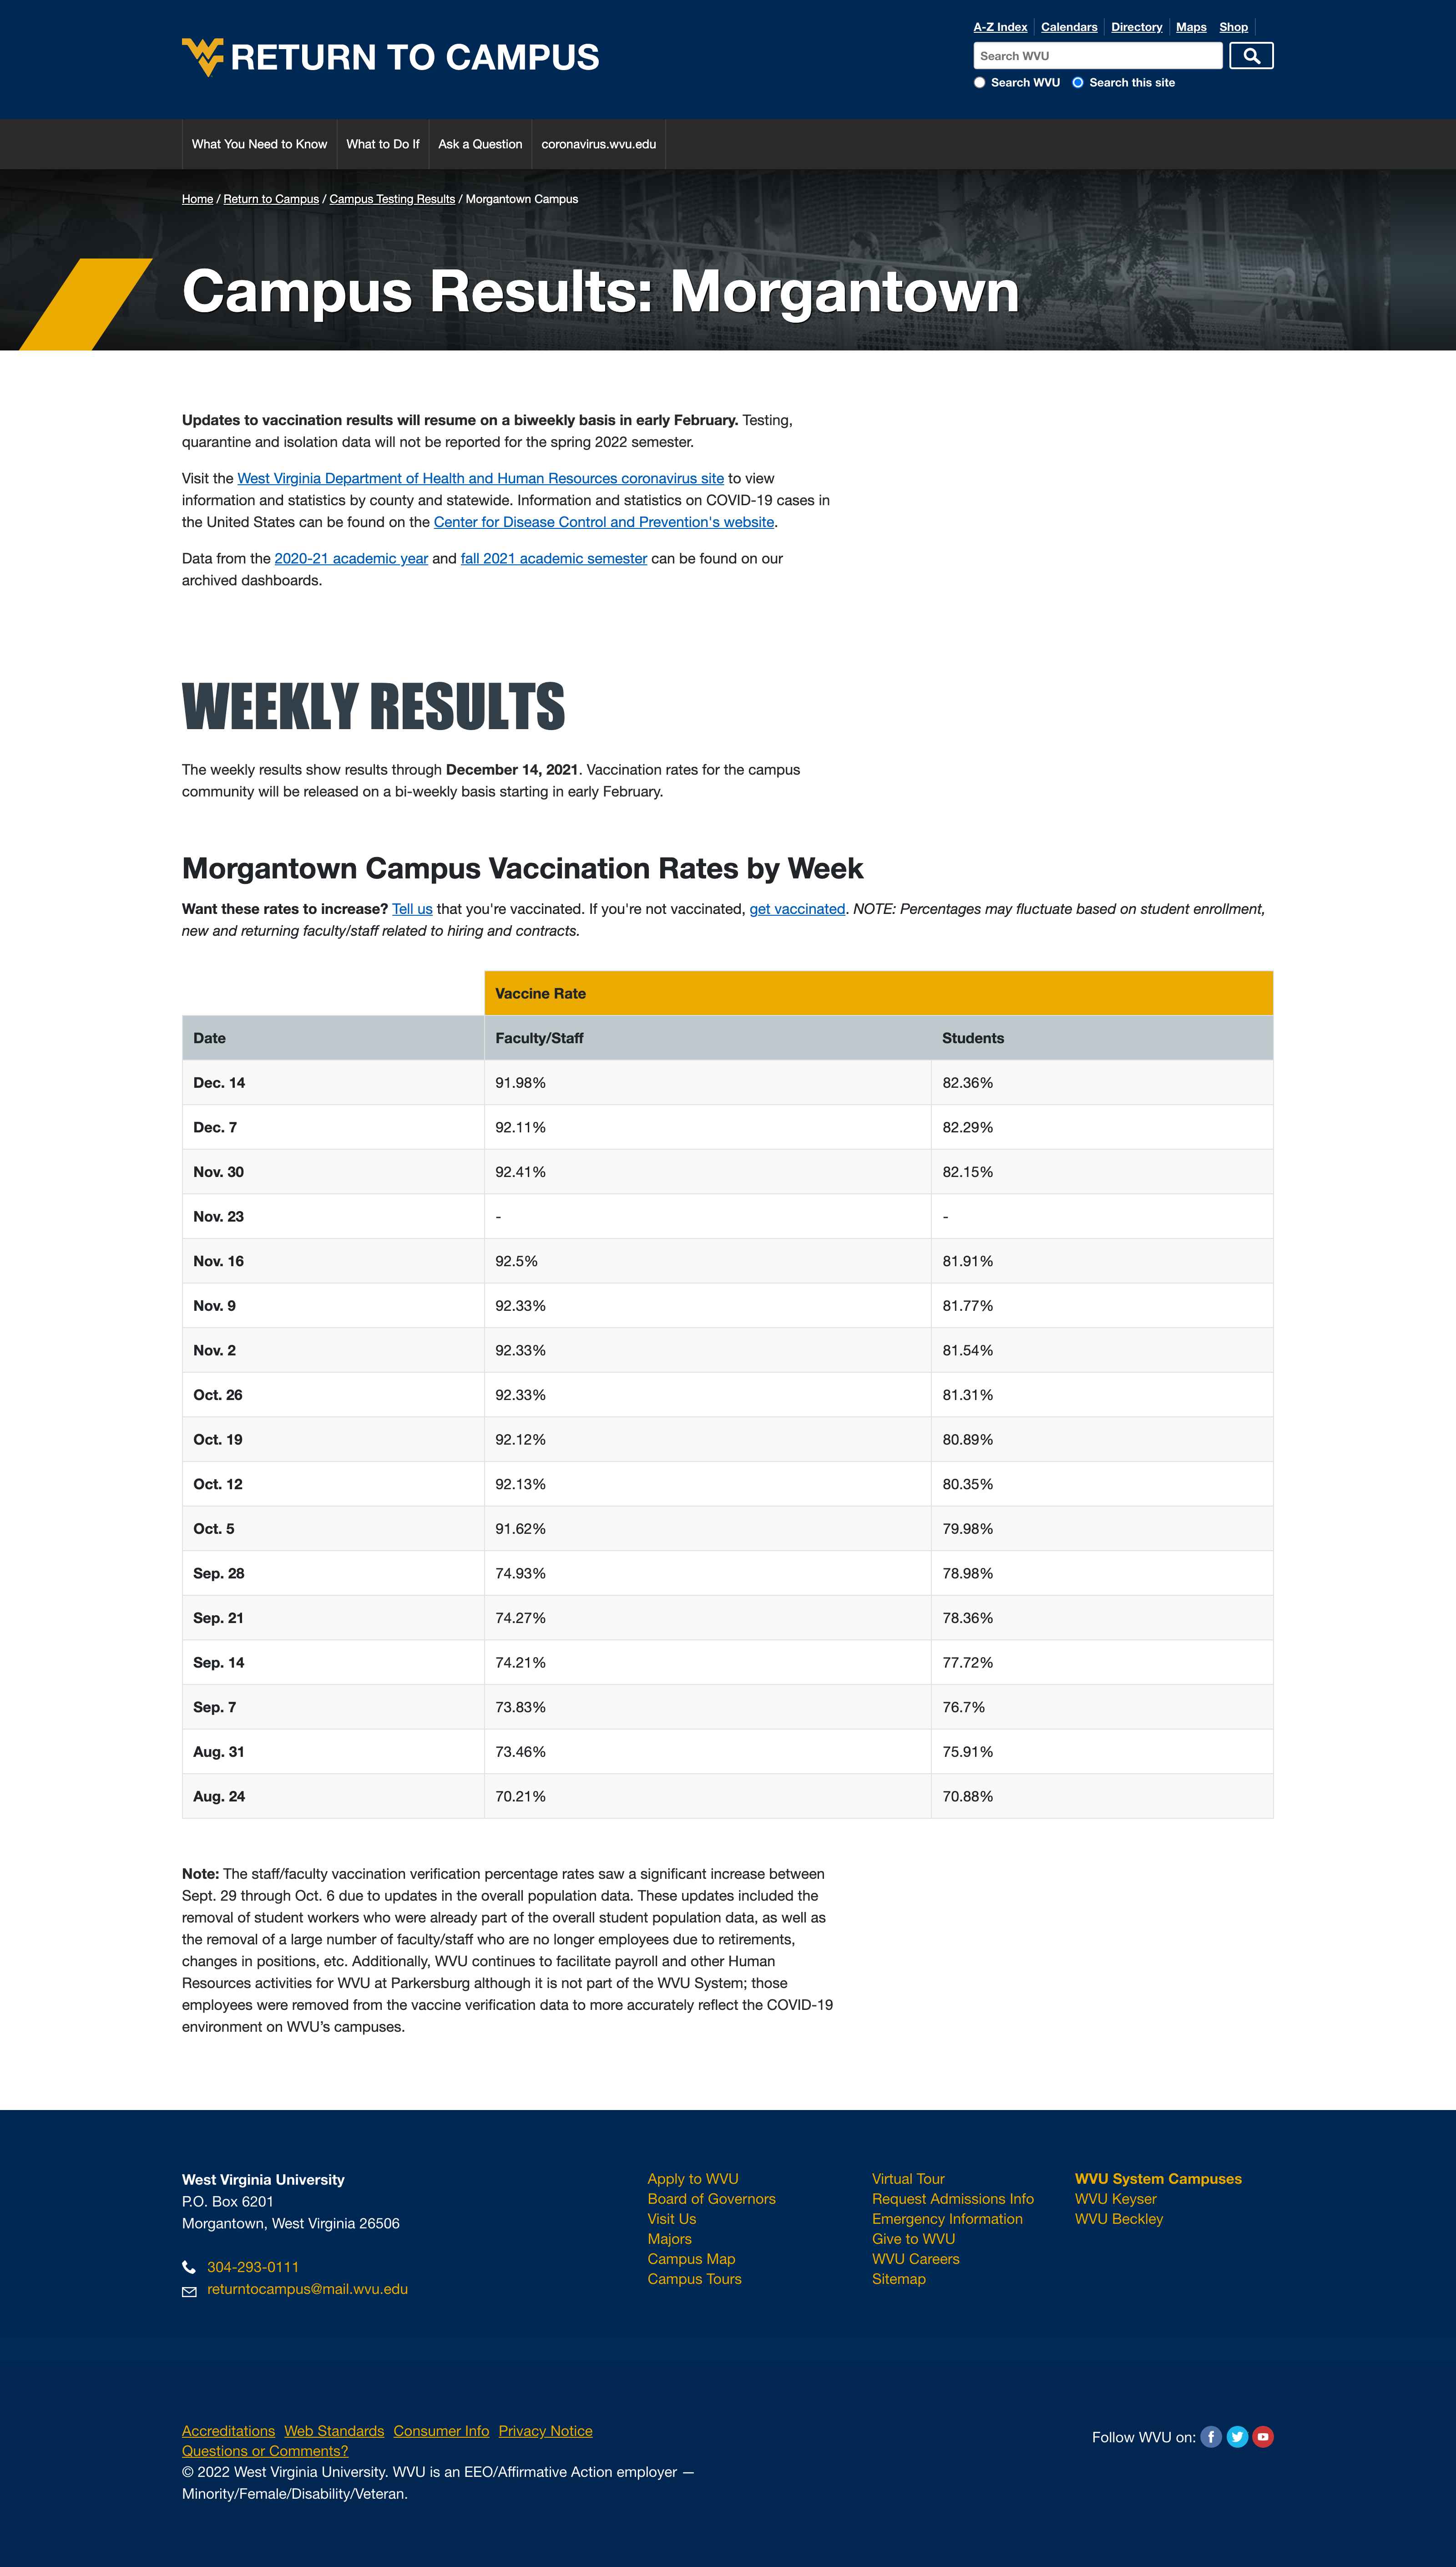 A-Z Index Calendars Directory Maps Shop
RETURN TO CAMPUS
Search WVU
Search WVU Search this site
What You Need to Know What to Do If Ask a Question coronavirus.wvu.edu
Home / Return to Campus / Campus Testing Results / Morgantown Campus
Campus Results: Morgantown
Updates to vaccination results will resume on a biweekly basis in early February. Testing,
quarantine and isolation data will not be reported for the spring 2022 semester.
Visit the West Virginia Department of Health and Human Resources coronavirus site to view
information and statistics by county and statewide. Information and statistics on COVID-19 cases in
the United States can be found on the Center for Disease Control and Prevention's website.
Data from the 2020-21 academic year and fall 2021 academic semester can be found on our
archived dashboards.
WEEKLY RESULTS
The weekly results show results through December 14, 2021. Vaccination rates for the campus
community will be released on a bi-weekly basis starting in early February.
Morgantown Campus Vaccination Rates by Week
Want these rates to increase? Tell us that you're vaccinated. If you're not vaccinated, get vaccinated. NOTE: Percentages may fluctuate based on student enrollment,
new and returning faculty/staff related to hiring and contracts.
Vaccine Rate
Date Faculty/Staff Students
Dec. 14 91.98% 82.36%
Dec. 7 92.11% 82.29%
Nov. 30 92.41% 82.15%
Nov. 23 - -
Nov. 16 92.5% 81.91%
Nov. 9 92.33% 81.77%
Nov. 2 92.33% 81.54%
Oct. 26 92.33% 81.31%
Oct. 19 92.12% 80.89%
Oct. 12 92.13% 80.35%
Oct. 5 91.62% 79.98%
Sep. 28 74.93% 78.98%
Sep. 21 74.27% 78.36%
Sep. 14 74.21% 77.72%
Sep. 7 73.83% 76.7%
Aug. 31 73.46% 75.91%
Aug. 24 70.21% 70.88%
Note: The staff/faculty vaccination verification percentage rates saw a significant increase between
Sept. 29 through Oct. 6 due to updates in the overall population data. These updates included the
removal of student workers who were already part of the overall student population data, as well as
the removal of a large number of faculty/staff who are no longer employees due to retirements,
changes in positions, etc. Additionally, WVU continues to facilitate payroll and other Human
Resources activities for WVU at Parkersburg although it is not part of the WVU System; those
employees were removed from the vaccine verification data to more accurately reflect the COVID-19
environment on WVU’s campuses.
West Virginia University
P.O. Box 6201
Morgantown, West Virginia 26506
304-293-0111
returntocampus@mail.wvu.edu
Apply to WVU
Board of Governors
Visit Us
Majors
Campus Map
Campus Tours
Virtual Tour
Request Admissions Info
Emergency Information
Give to WVU
WVU Careers
Sitemap
WVU System Campuses
WVU Keyser
WVU Beckley
Accreditations Web Standards Consumer Info Privacy Notice
Questions or Comments?
© 2022 West Virginia University. WVU is an EEO/Affirmative Action employer —
Minority/Female/Disability/Veteran.
Follow WVU on: